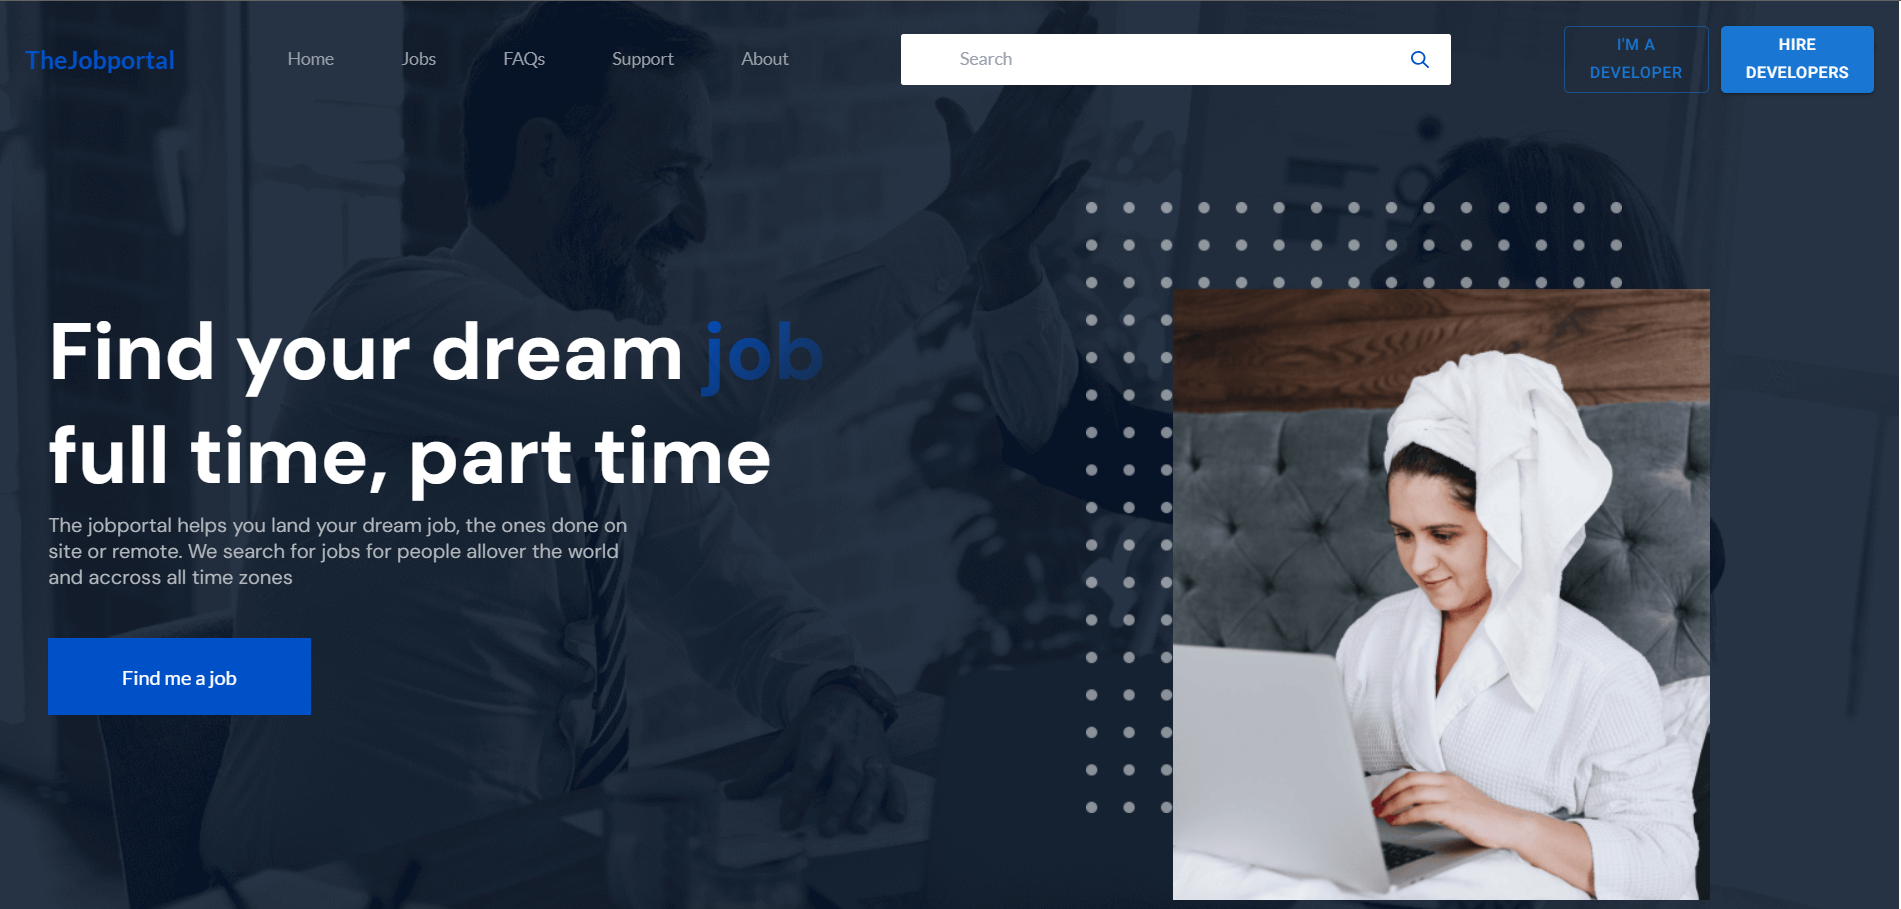 TheJobportal
Home
Jobs
FAQs
Support
About
Search
I'M A
DEVELOPER
HIRE
DEVELOPERS
Find your dream job
full time, part time
The jobportal helps you land your dream job, the ones done on
site or remote. We search for jobs for people allover the world
and accross all time zones
Find me a job